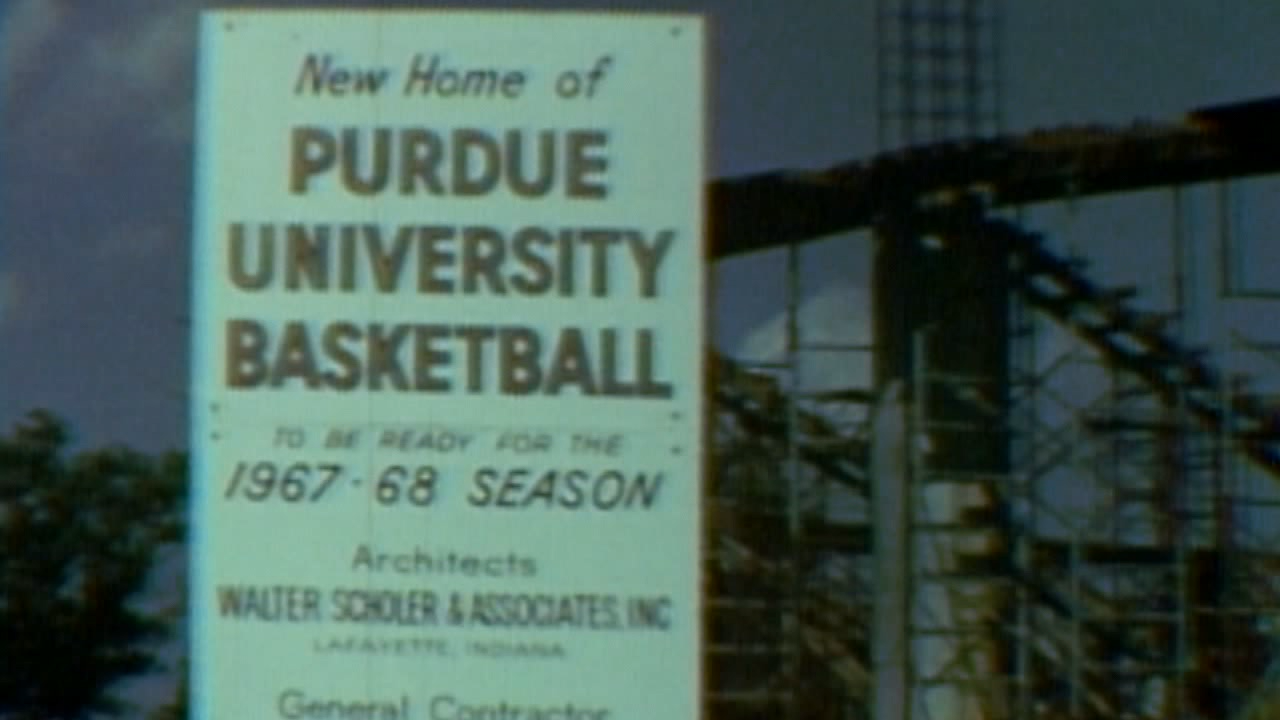 New Home of
PURDUE
UNIVERSITY
BASKETBALL
TO BE READY FOR THE
1967-68 SEASON
Architects
WALTER SCHOLER & ASSOCIATES, INC
LAFAYETTE, INDIANA
General Contractor